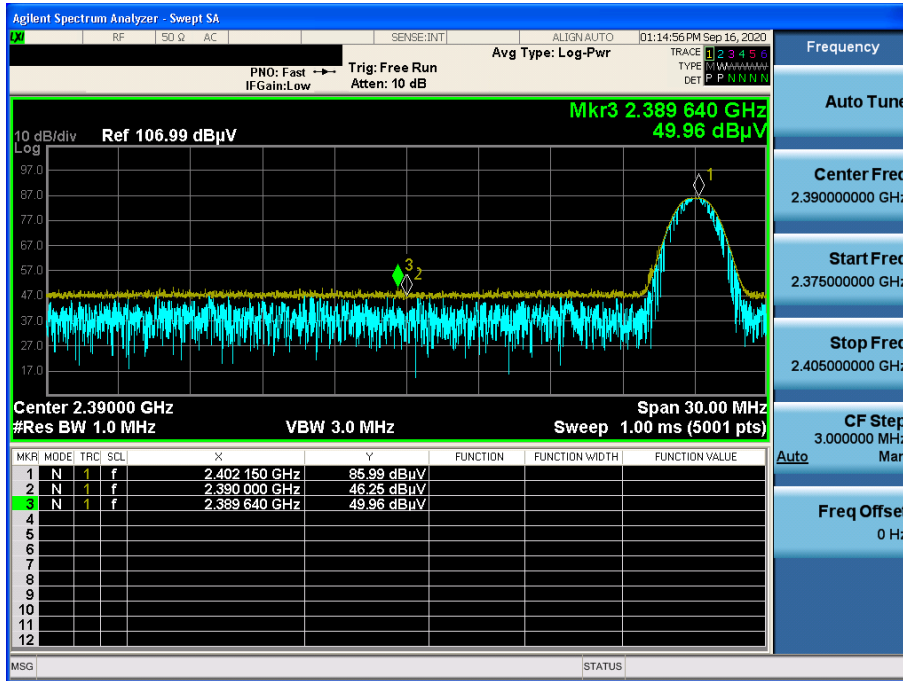 Agilent Spectrum Analyzer - Swept SA
LXI RF 50 Ω AC SENSE:INT ALIGN AUTO 01:14:56 PM Sep 16, 2020
Frequency
PNO: Fast Trig: Free Run Avg Type: Log-Pwr TRACE 1 2 3 4 5 6
IFGain:Low Atten: 10 dB TYPE M W
DET P P N N N N
Auto Tune
Mkr3 2.389 640 GHz
49.96 dBµV
10 dB/div Ref 106.99 dBµV
Log
97.0
87.0
77.0
67.0
57.0
47.0
37.0
27.0
17.0
1
3
2
Center Freq
2.390000000 GHz
Start Freq
2.375000000 GHz
Stop Freq
2.405000000 GHz
Center 2.39000 GHz Span 30.00 MHz
#Res BW 1.0 MHz VBW 3.0 MHz Sweep 1.00 ms (5001 pts)
CF Step
3.000000 MHz
Auto Man
MKR MODE TRC SCL X Y FUNCTION FUNCTION WIDTH FUNCTION VALUE
1 N 1 f 2.402 150 GHz 85.99 dBµV
2 N 1 f 2.390 000 GHz 46.25 dBµV
3 N 1 f 2.389 640 GHz 49.96 dBµV
4
5
6
7
8
9
10
11
12
Freq Offset
0 Hz
MSG STATUS